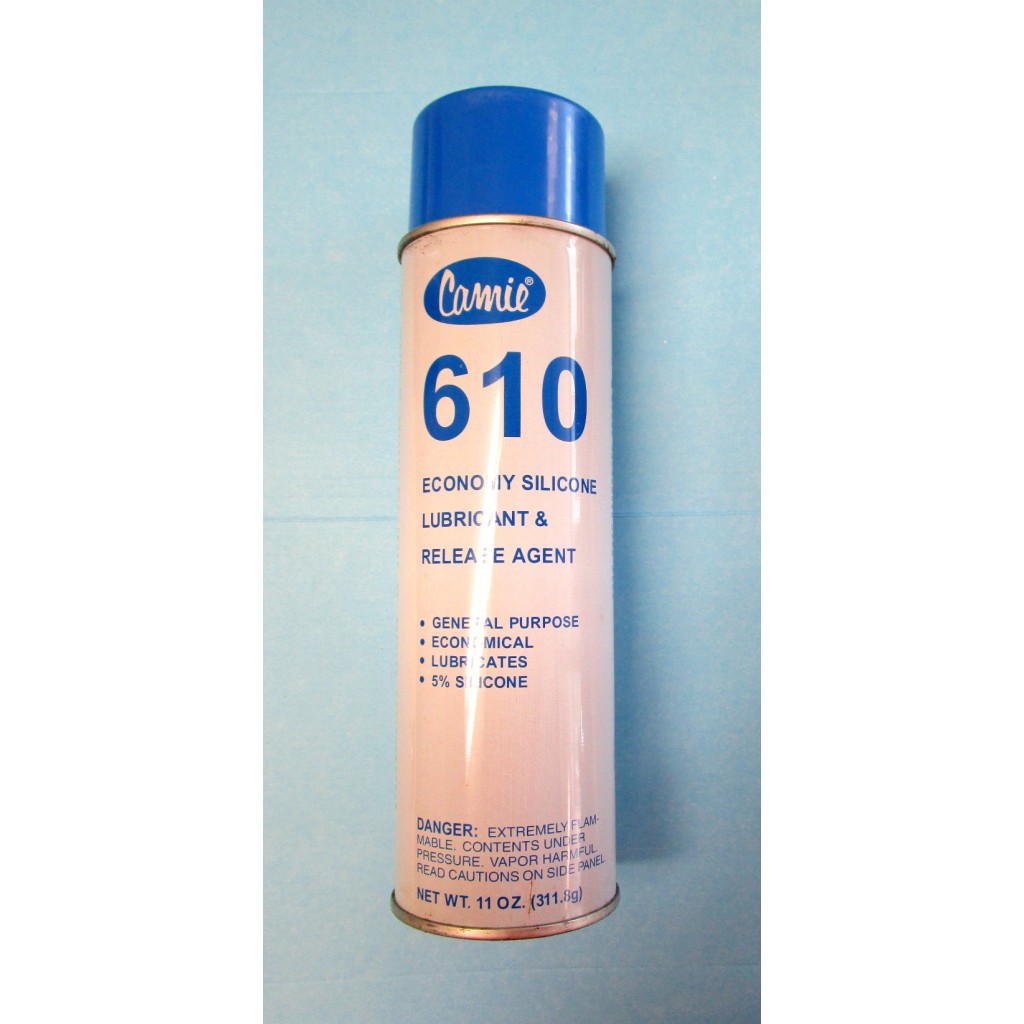 Camie®
610
ECONOMY SILICONE
LUBRICANT &
RELEASE AGENT
• GENERAL PURPOSE
• ECONOMICAL
• LUBRICATES
• 5% SILICONE
DANGER: EXTREMELY FLAM-
MABLE. CONTENTS UNDER
PRESSURE. VAPOR HARMFUL.
READ CAUTIONS ON SIDE PANEL
NET WT. 11 OZ. (311.8g)